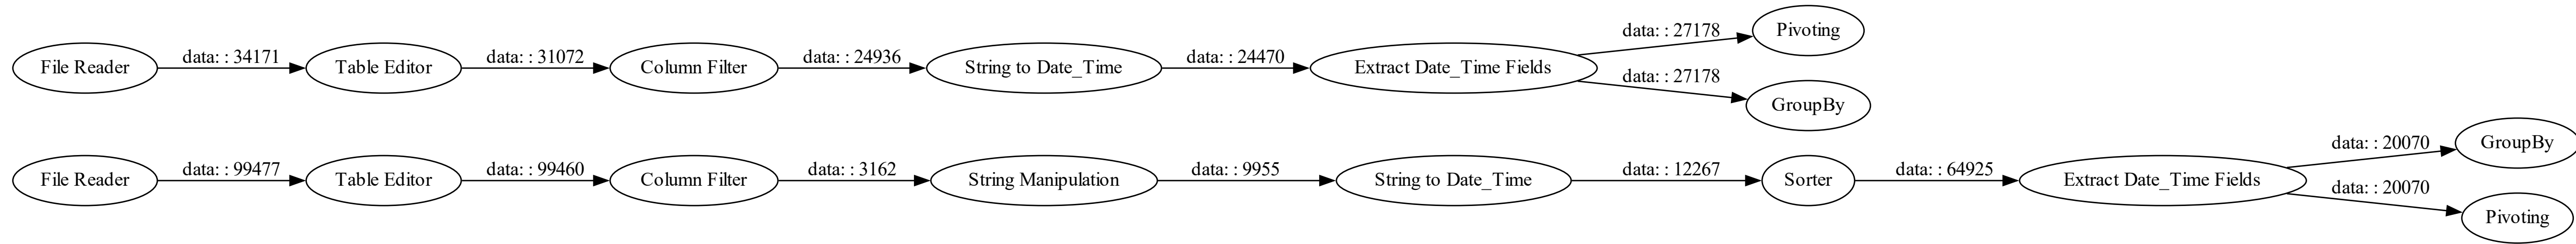 File Reader
data: : 34171
Table Editor
data: : 31072
Column Filter
data: : 24936
String to Date_Time
data: : 24470
Extract Date_Time Fields
data: : 27178
Pivoting
data: : 27178
GroupBy
File Reader
data: : 99477
Table Editor
data: : 99460
Column Filter
data: : 3162
String Manipulation
data: : 9955
String to Date_Time
data: : 12267
Sorter
data: : 64925
Extract Date_Time Fields
data: : 20070
GroupBy
data: : 20070
Pivoting